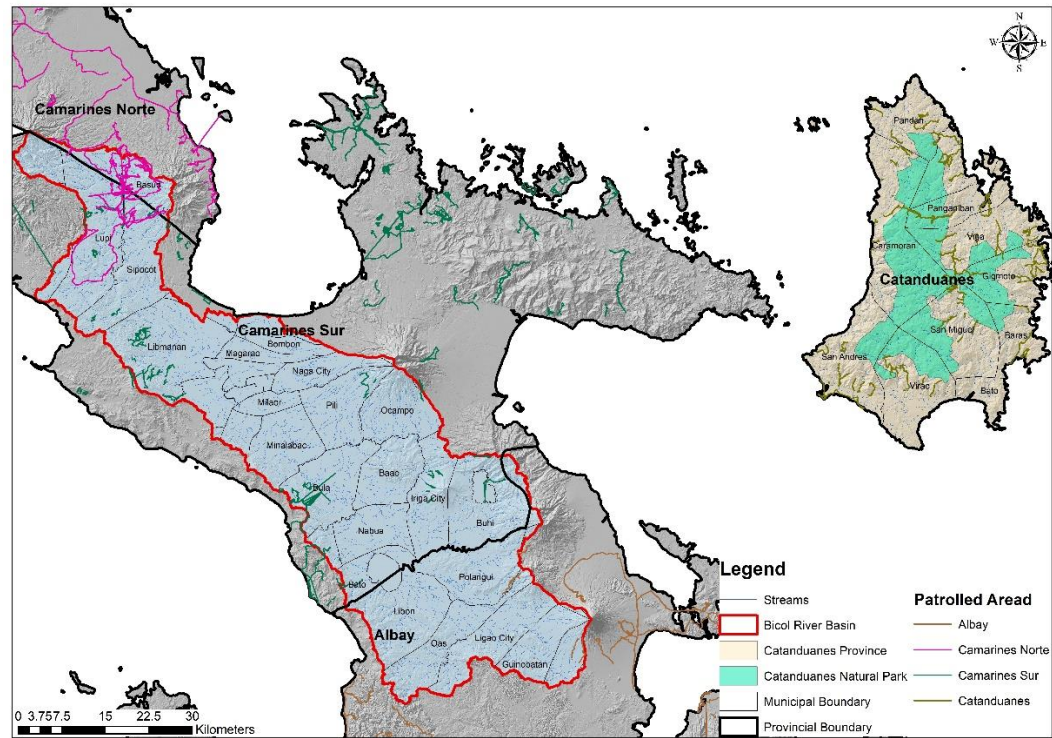 N
W E
S
Camarines Norte
Pandan
Basud
Panganiban
Lupi
Viga
Caramoran
Sipocot
Gigmoto
Catanduanes
Camarines Sur
San Miguel
Bombon
Baras
Libmanan
Magarao
San Andres
Naga City
Virac
Bato
Milaor
Pili
Ocampo
Minalabac
Baao
Bula
Iriga City
Nabua
Buhi
Bato
Polangui
Libon
Albay
Oas
Ligao City
Guinobatan
Legend
Streams
Bicol River Basin
Catanduanes Province
Catanduanes Natural Park
Municipal Boundary
Provincial Boundary
Patrolled Aread
Albay
Camarines Norte
Camarines Sur
Catanduanes
0 3.757.5 15 22.5 30
Kilometers